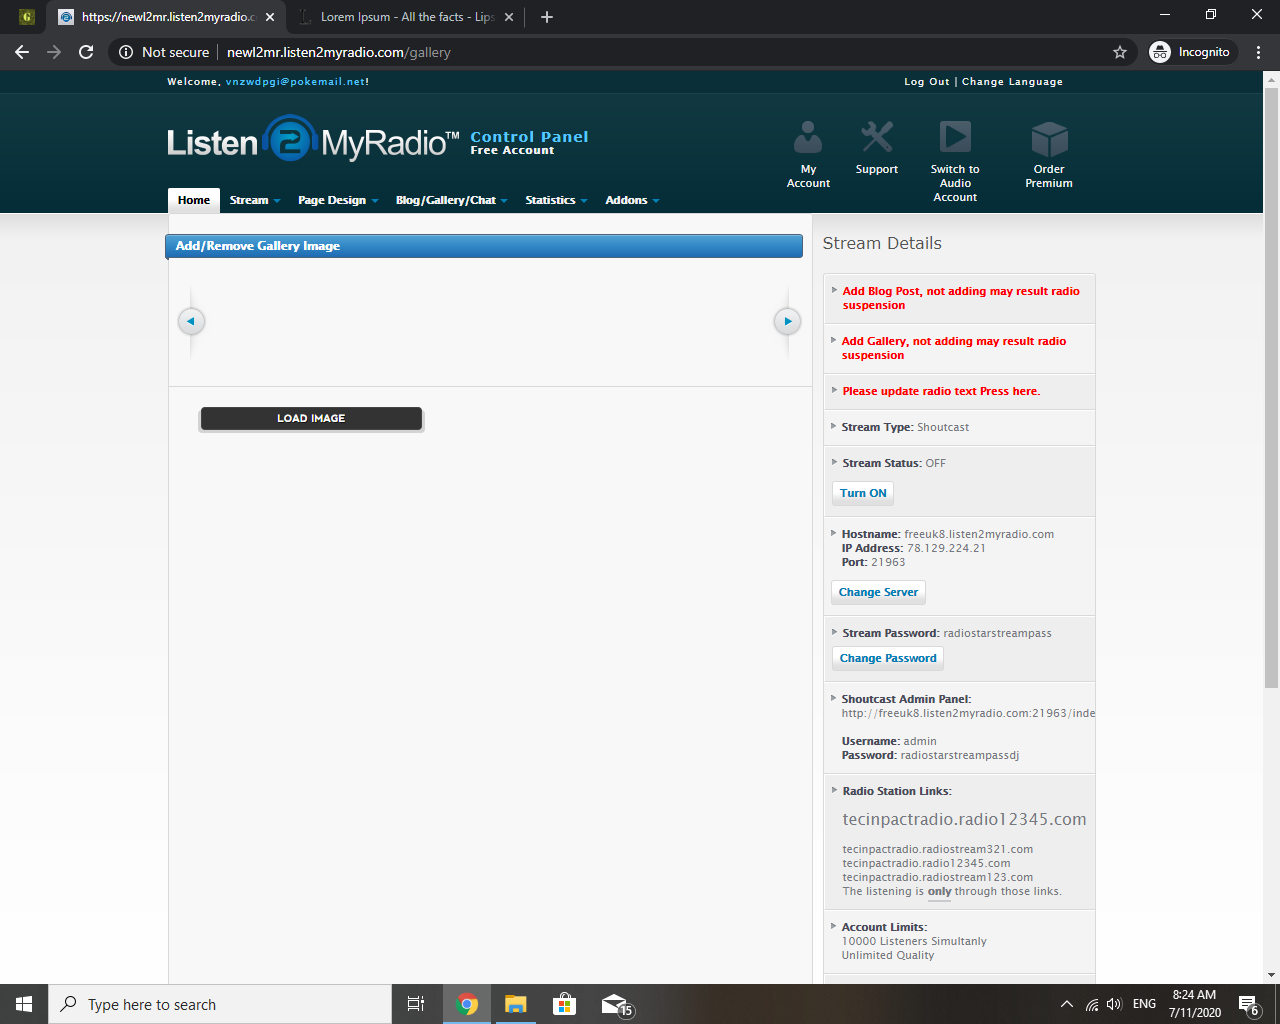 G
https://newl2mr.listen2myradio.c
Lorem Ipsum - All the facts - Lips
Not secure
newl2mr.listen2myradio.com/gallery
Incognito
Welcome, vnzwdpgi@pokemail.net!
Log Out | Change Language
Listen 2 MyRadio™
Control Panel
Free Account
My Account
Support
Switch to Audio Account
Order Premium
Home
Stream
Page Design
Blog/Gallery/Chat
Statistics
Addons
Add/Remove Gallery Image
LOAD IMAGE
Stream Details
Add Blog Post, not adding may result radio
suspension
Add Gallery, not adding may result radio
suspension
Please update radio text Press here.
Stream Type: Shoutcast
Stream Status: OFF
Turn ON
Hostname: freeuk8.listen2myradio.com
IP Address: 78.129.224.21
Port: 21963
Change Server
Stream Password: radiostarstreampass
Change Password
Shoutcast Admin Panel:
http://freeuk8.listen2myradio.com:21963/inde
Username: admin
Password: radiostarstreampassdj
Radio Station Links:
tecinpactradio.radio12345.com
tecinpactradio.radiostream321.com
tecinpactradio.radio12345.com
tecinpactradio.radiostream123.com
The listening is only through those links.
Account Limits:
10000 Listeners Simultanly
Unlimited Quality
Type here to search
15
ENG
8:24 AM
7/11/2020
6